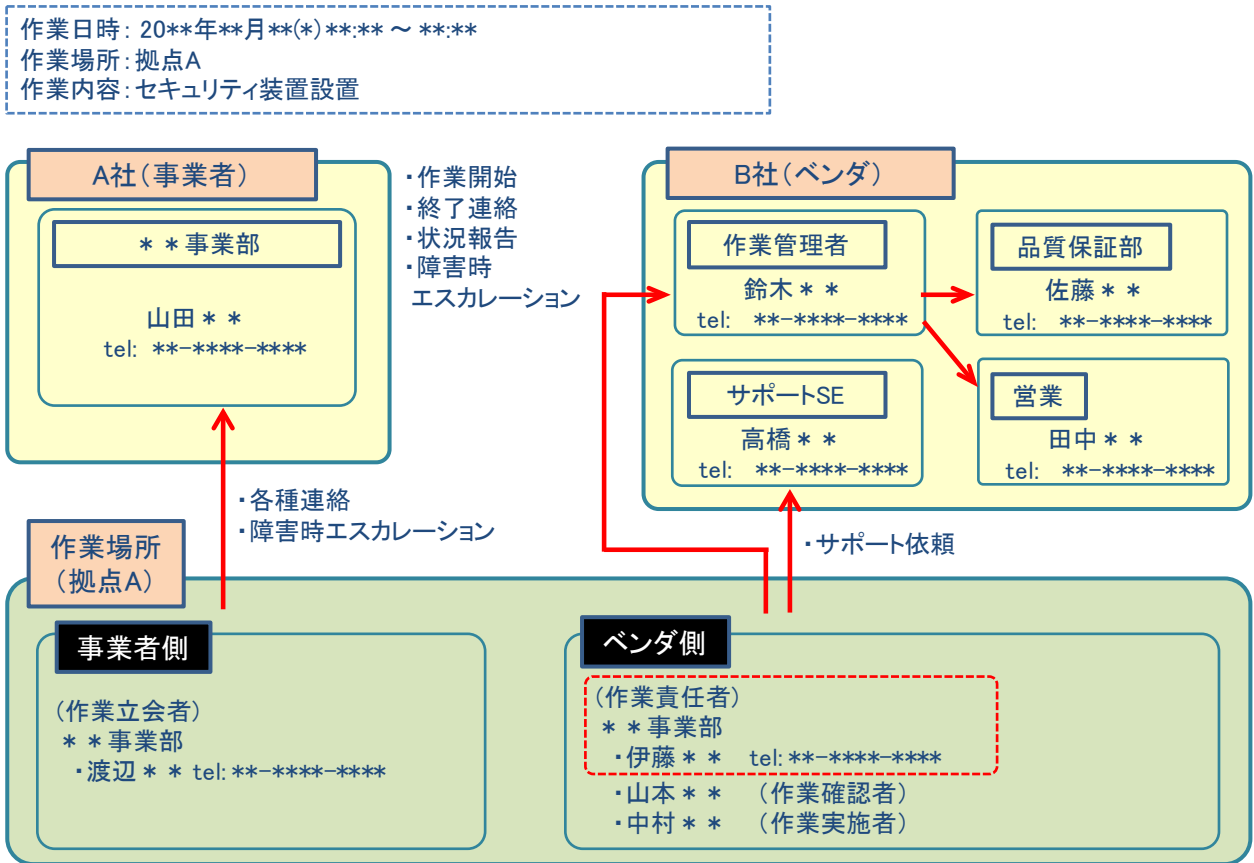 作業日時：20**年**月**(*) **:** ～ **:**
作業場所：拠点A
作業内容：セキュリティ装置設置
A社（事業者）
＊＊事業部
山田＊＊
tel: **-****-****
・作業開始
・終了連絡
・状況報告
・障害時
エスカレーション
B社（ベンダ）
作業管理者
鈴木＊＊
tel: **-****-****
品質保証部
佐藤＊＊
tel: **-****-****
サポートSE
高橋＊＊
tel: **-****-****
営業
田中＊＊
tel: **-****-****
・各種連絡
・障害時エスカレーション
・サポート依頼
作業場所
（拠点A）
事業者側
（作業立会者）
＊＊事業部
・渡辺＊＊ tel: **-****-****
ベンダ側
（作業責任者）
＊＊事業部
・伊藤＊＊ tel: **-****-****
・山本＊＊ （作業確認者）
・中村＊＊ （作業実施者）